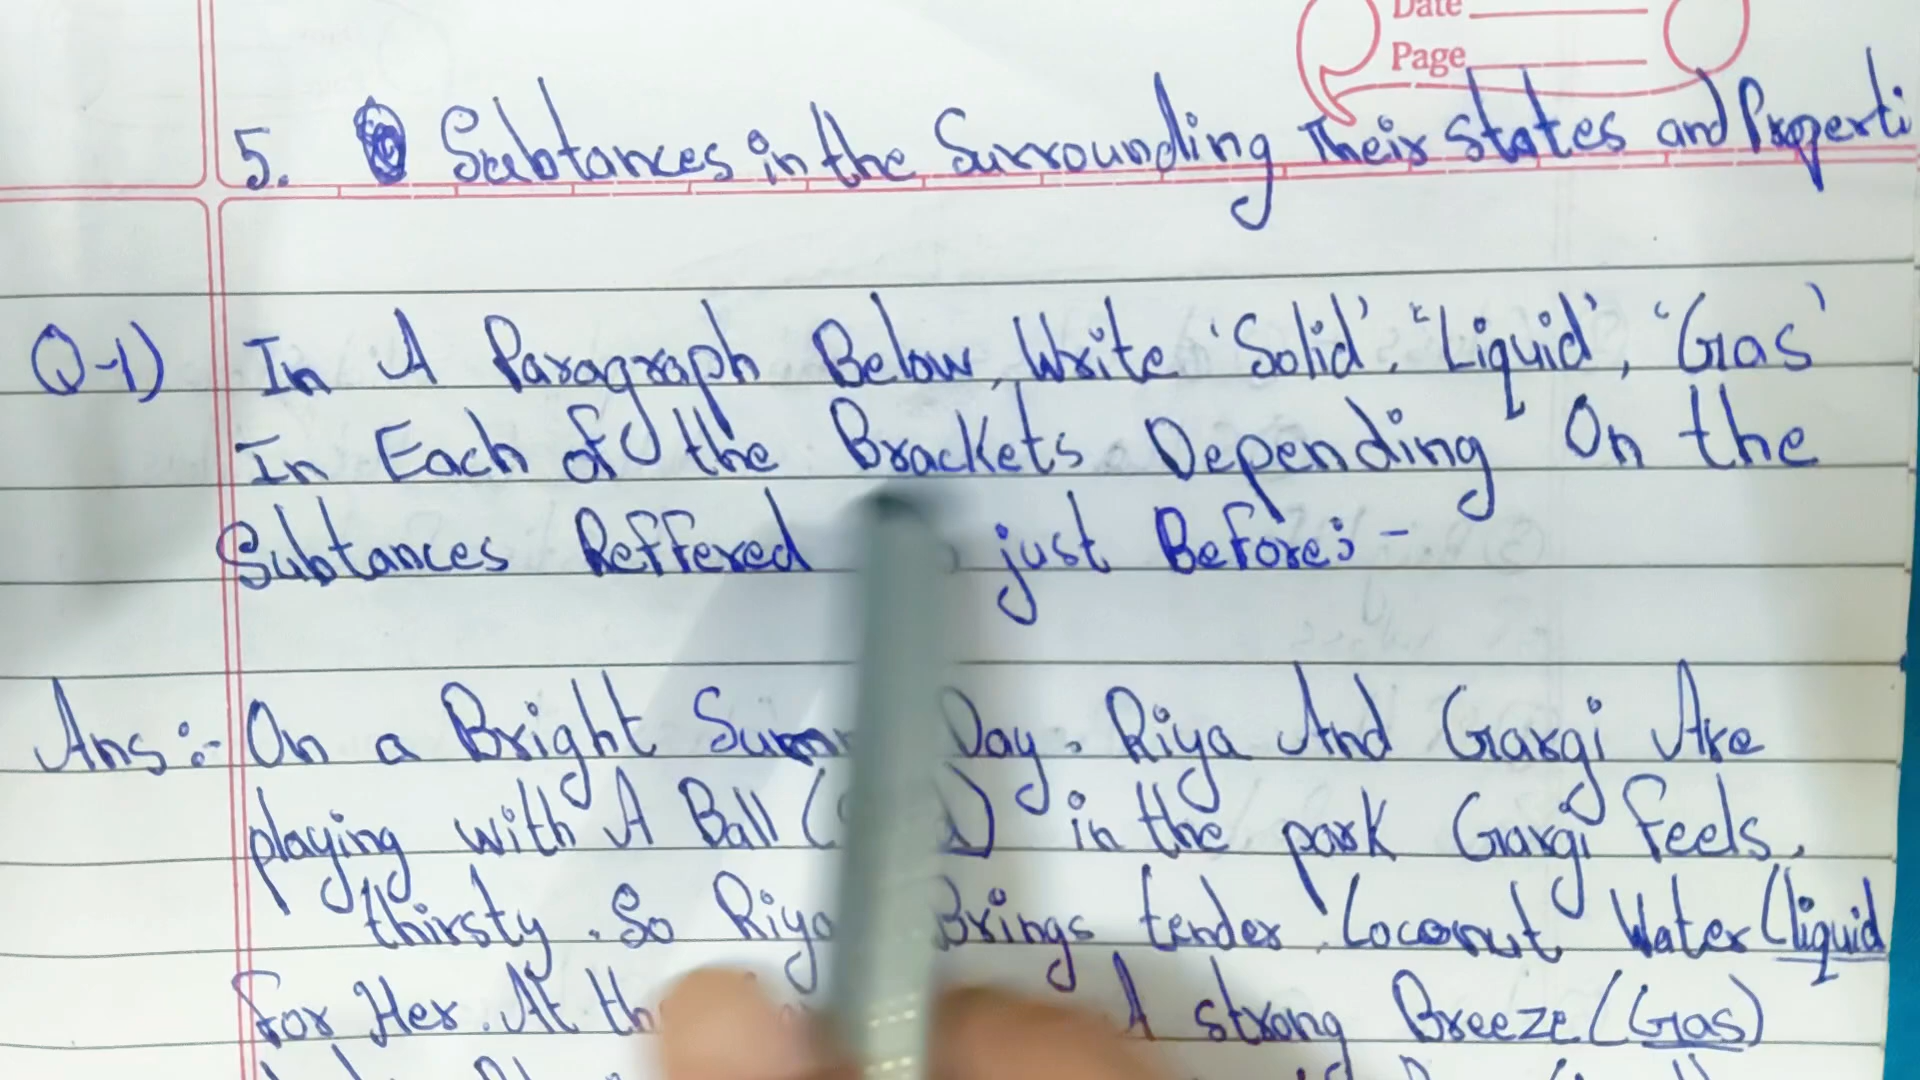 Date
Page
5. Subtances in the Surrounding Their States and Properti
Q-1) In A Paragraph Below, Write 'Solid', 'Liquid', 'Gas'
In Each of the Brackets Depending On the
Subtances Reffered just Before:-
Ans:- On a Bright Day. Riya And Gargi Are
playing with A Ball ( ) in the park Gargi feels
thirsty. So Riya Brings tender Coconut Water (liquid
for Her. At A strong Breeze (Gas)